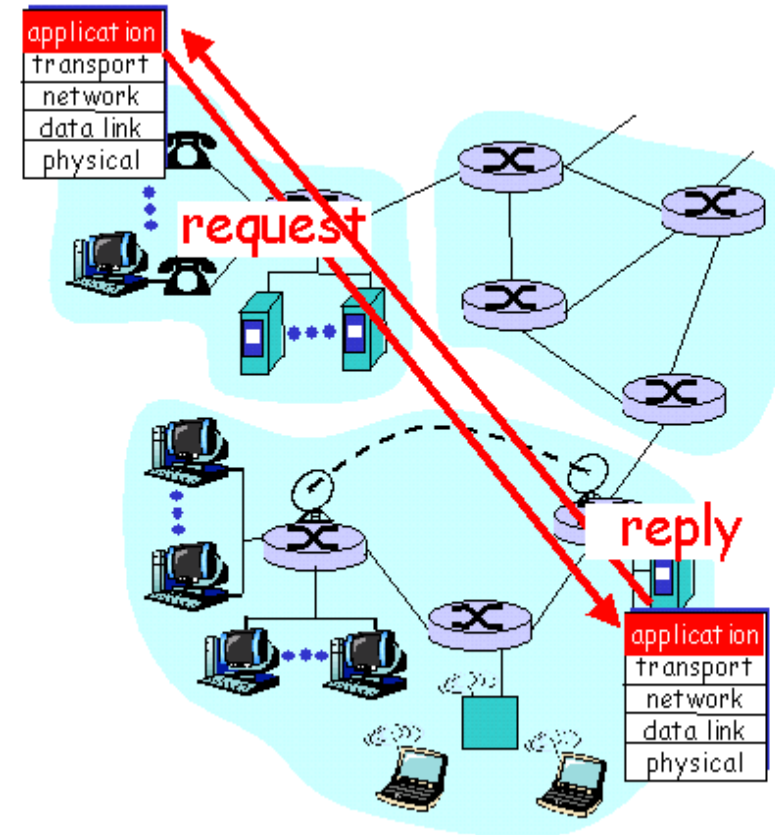 application
transport
network
data link
physical
request
reply
application
transport
network
data link
physical